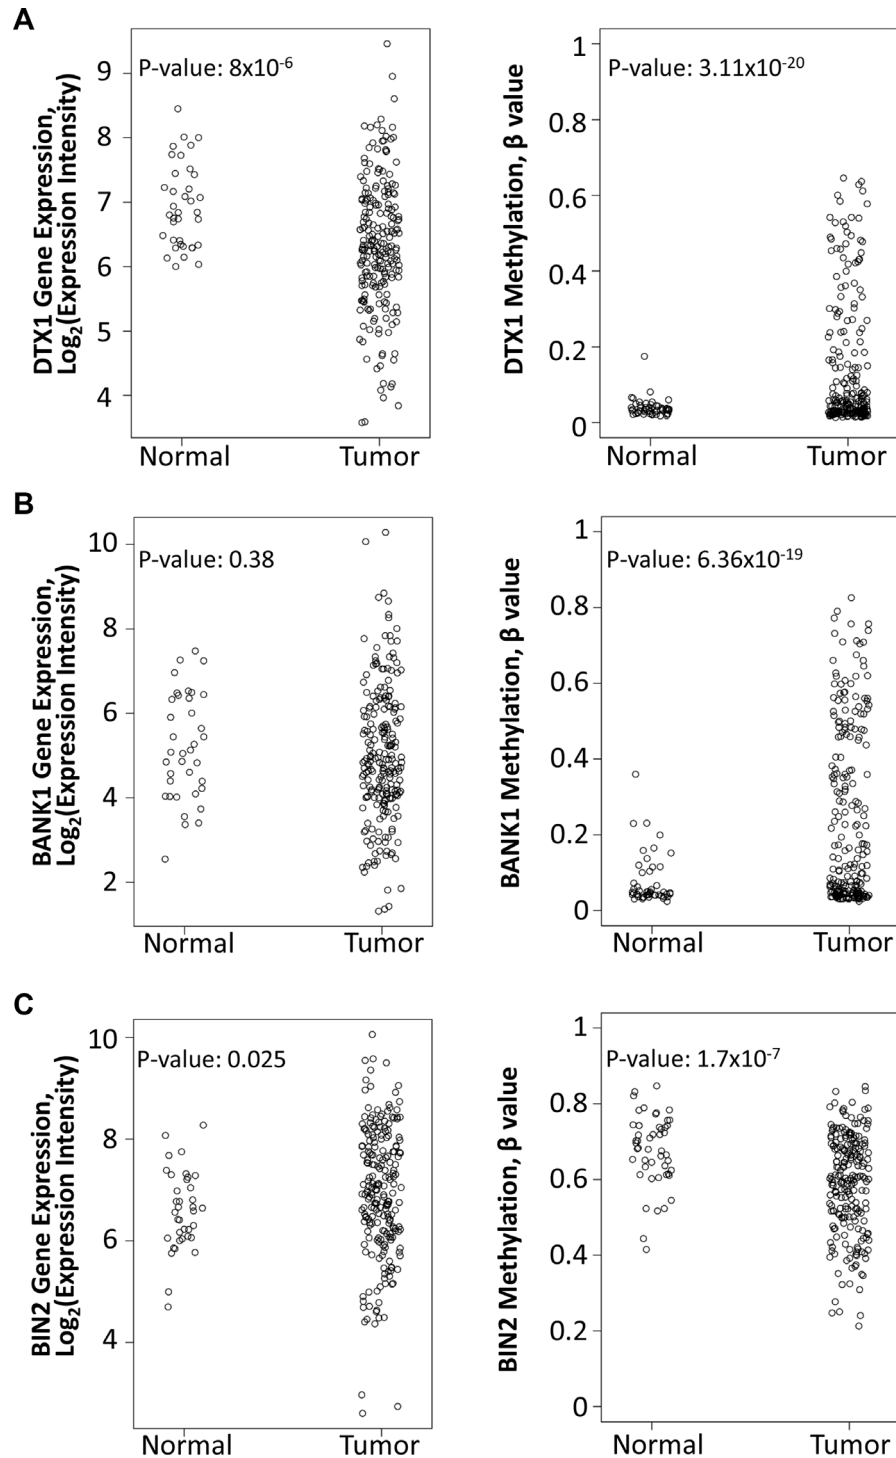 A
DTX1 Gene Expression,
Log₂(Expression Intensity)
P-value: 8x10⁻⁶
9
8
7
6
5
4
Normal
Tumor
DTX1 Methylation, β value
P-value: 3.11x10⁻²⁰
1
0.8
0.6
0.4
0.2
0
Normal
Tumor
B
BANK1 Gene Expression,
Log₂(Expression Intensity)
P-value: 0.38
10
8
6
4
2
Normal
Tumor
BANK1 Methylation, β value
P-value: 6.36x10⁻¹⁹
1
0.8
0.6
0.4
0.2
0
Normal
Tumor
C
BIN2 Gene Expression,
Log₂(Expression Intensity)
P-value: 0.025
10
8
6
4
Normal
Tumor
BIN2 Methylation, β value
P-value: 1.7x10⁻⁷
1
0.8
0.6
0.4
0.2
0
Normal
Tumor